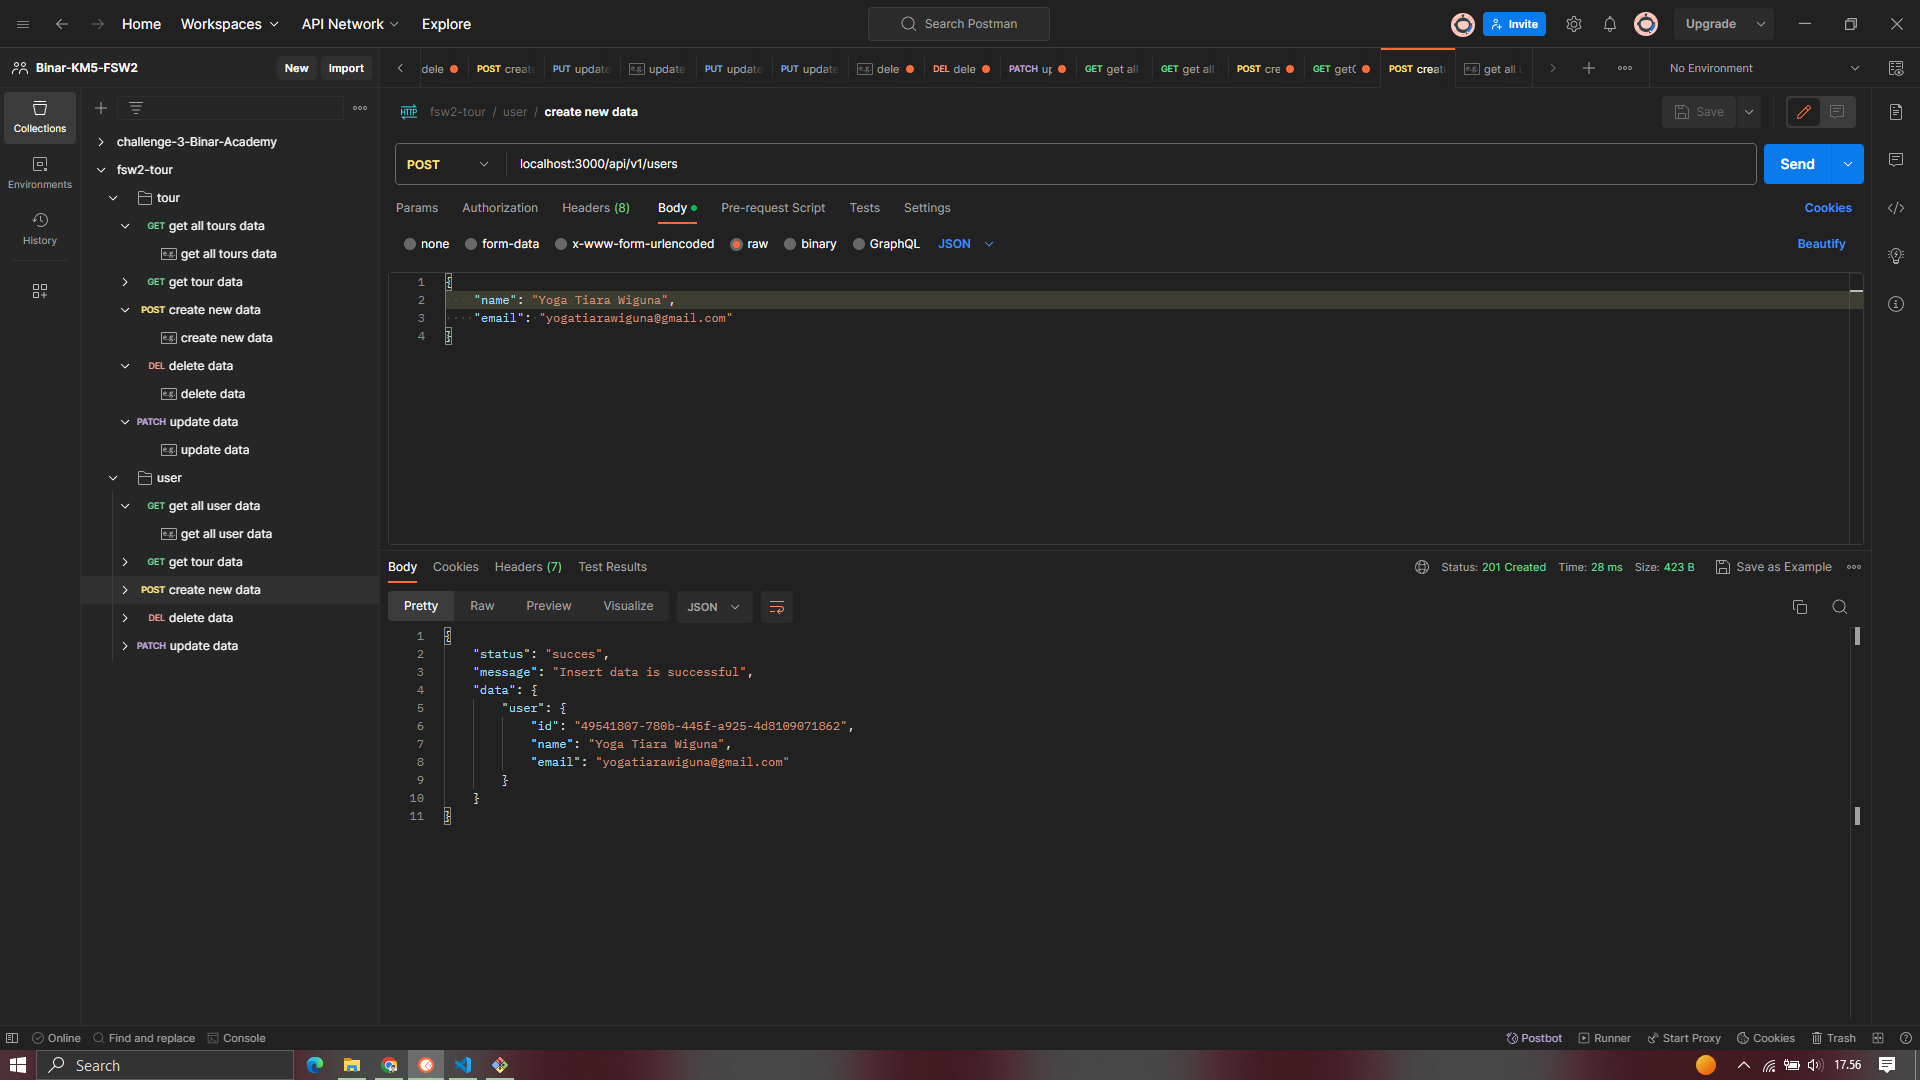 Home
Workspaces
API Network
Explore
Search Postman
Invite
Upgrade
Binar-KM5-FSW2
New
Import
dele
POST create
PUT update
e.g. update
PUT update
PUT update
e.g. dele
DEL dele
PATCH up
GET get all
GET get all
POST cre
GET get
POST creat
e.g. get all
No Environment
Collections
Environments
History
challenge-3-Binar-Academy
fsw2-tour
tour
GET get all tours data
e.g. get all tours data
GET get tour data
POST create new data
e.g. create new data
DEL delete data
e.g. delete data
PATCH update data
e.g. update data
user
GET get all user data
e.g. get all user data
GET get tour data
POST create new data
DEL delete data
PATCH update data
HTTP fsw2-tour / user / create new data
Save
POST localhost:3000/api/v1/users
Send
Params Authorization Headers (8) Body Pre-request Script Tests Settings
Cookies
none form-data x-www-form-urlencoded raw binary GraphQL JSON
Beautify
1 {
2 "name": "Yoga Tiara Wiguna",
3 "email": "yogatiarawiguna@gmail.com"
4 }
Body Cookies Headers (7) Test Results
Status: 201 Created Time: 28 ms Size: 423 B Save as Example
Pretty Raw Preview Visualize JSON
1 {
2 "status": "succes",
3 "message": "Insert data is successful",
4 "data": {
5 "user": {
6 "id": "49541807-780b-445f-a925-4d8109071862",
7 "name": "Yoga Tiara Wiguna",
8 "email": "yogatiarawiguna@gmail.com"
9 }
10 }
11 }
Online Find and replace Console
Postbot Runner Start Proxy Cookies Trash
Search
17.56